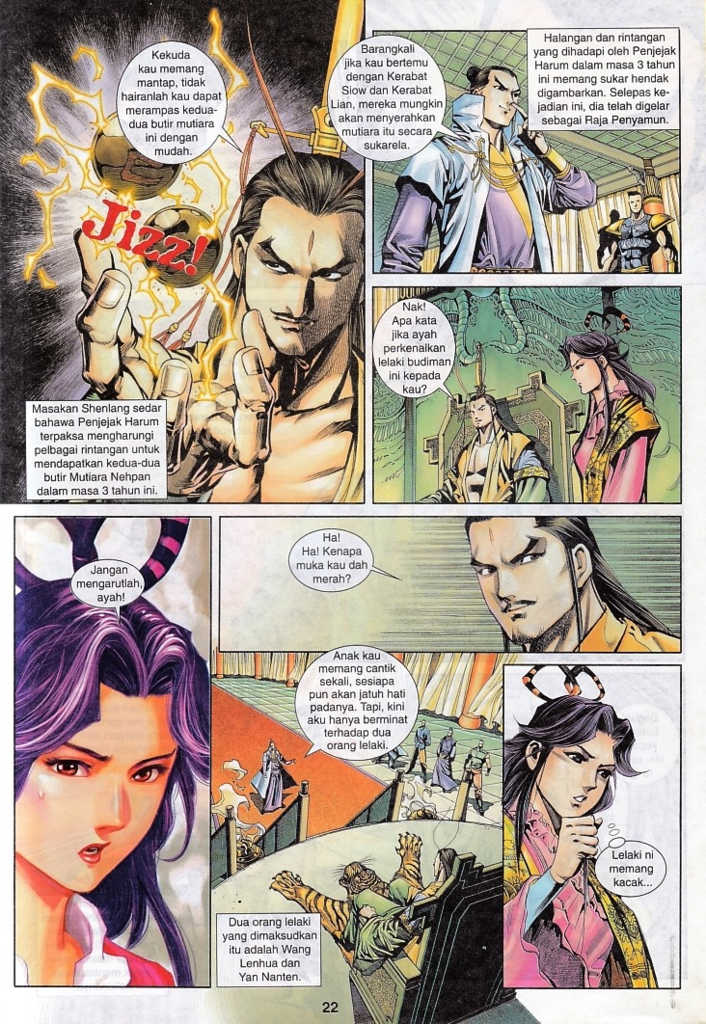 Kekuda
kau memang
mantap, tidak
hairanlah kau dapat
merampas kedua-
dua butir mutiara
ini dengan
mudah.
Jizz!
Masakan Shenlang sedar
bahawa Penjejak Harum
terpaksa mengharungi
pelbagai rintangan untuk
mendapatkan kedua-dua
butir Mutiara Nehpan
dalam masa 3 tahun ini.
Barangkali
jika kau bertemu
dengan Kerabat
Siow dan Kerabat
Lian, mereka mungkin
akan menyerahkan
mutiara itu secara
sukarela.
Halangan dan rintangan
yang dihadapi oleh Penjejak
Harum dalam masa 3 tahun
ini memang sukar hendak
digambarkan. Selepas ke-
jadian ini, dia telah digelar
sebagai Raja Penyamun.
Nak!
Apa kata
jika ayah
perkenalkan
lelaki budiman
ini kepada
kau?
Jangan
mengarutlah,
ayah!
Ha!
Ha! Kenapa
muka kau dah
merah?
Anak kau
memang cantik
sekali, sesiapa
pun akan jatuh hati
padanya. Tapi, kini
aku hanya berminat
terhadap dua
orang lelaki.
Dua orang lelaki
yang dimaksudkan
itu adalah Wang
Lenhua dan
Yan Nanten.
Lelaki ni
memang
kacak...
22